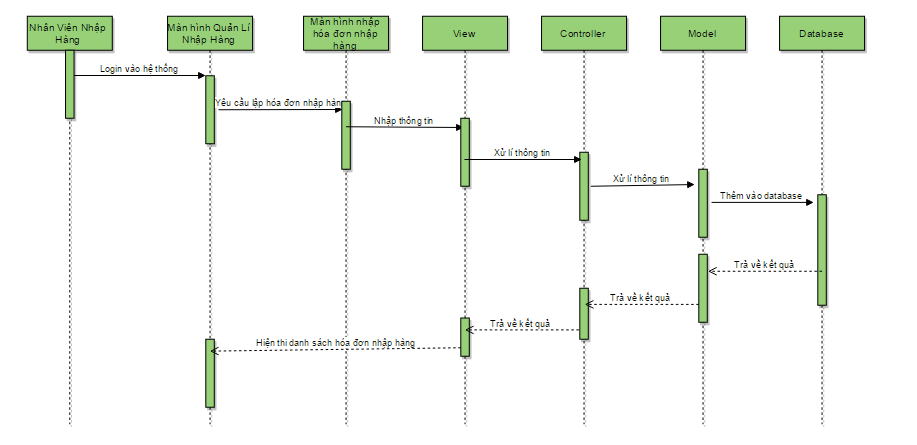 Nhân Viên Nhập
Hàng
Màn hình Quản Lí
Nhập Hàng
Màn hình nhập
hóa đơn nhập
hàng
View
Controller
Model
Database
Login vào hệ thống
Yêu cầu lập hóa đơn nhập hàn
Nhập thông tin
Xử lí thông tin
Xử lí thông tin
Thêm vào database
Trả về kết quả
Trả về kết quả
Trả về kết quả
Hiện thi danh sách hóa đơn nhập hàng